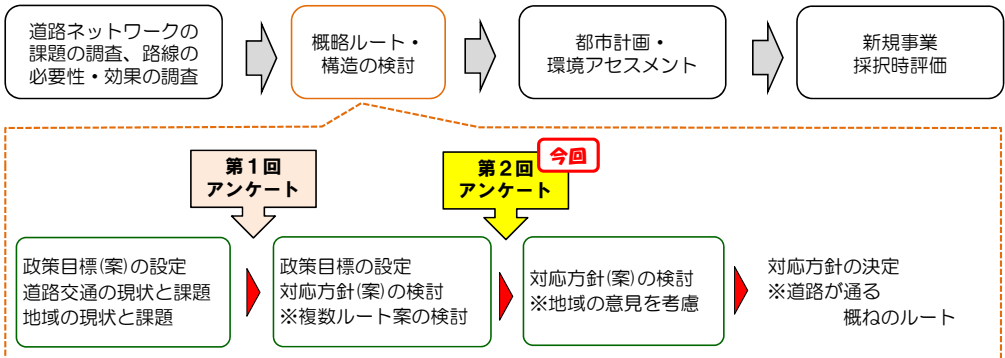 道路ネットワークの
課題の調査、路線の
必要性・効果の調査
概略ルート・
構造の検討
都市計画・
環境アセスメント
新規事業
採択時評価
第1回
アンケート
第2回
アンケート
今回
政策目標(案)の設定
道路交通の現状と課題
地域の現状と課題
政策目標の設定
対応方針(案)の検討
※複数ルート案の検討
対応方針(案)の検討
※地域の意見を考慮
対応方針の決定
※道路が通る
概ねのルート